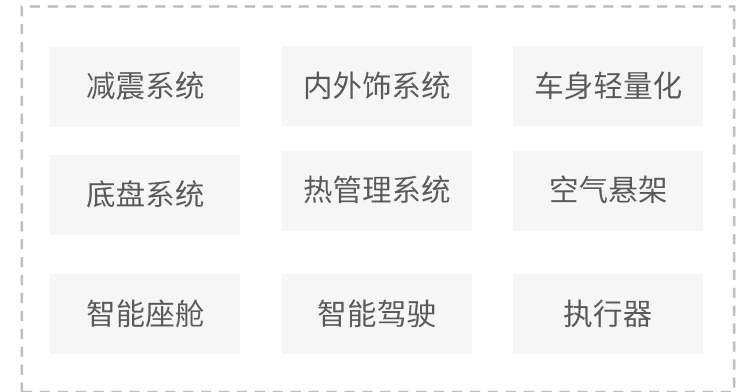 减震系统
内外饰系统
车身轻量化
底盘系统
热管理系统
空气悬架
智能座舱
智能驾驶
执行器